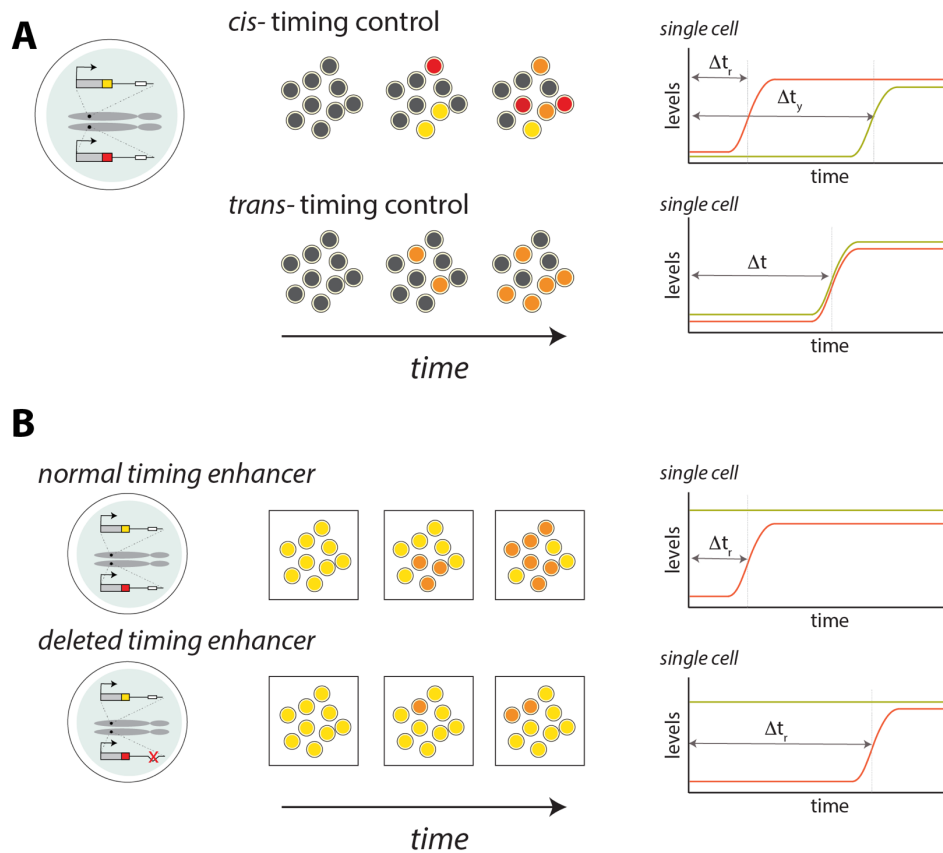 A
cis- timing control
single cell
Δtr
Δty
levels
time
trans- timing control
single cell
Δt
levels
time
time
B
normal timing enhancer
single cell
Δtr
levels
time
deleted timing enhancer
single cell
Δtr
levels
time
X
time